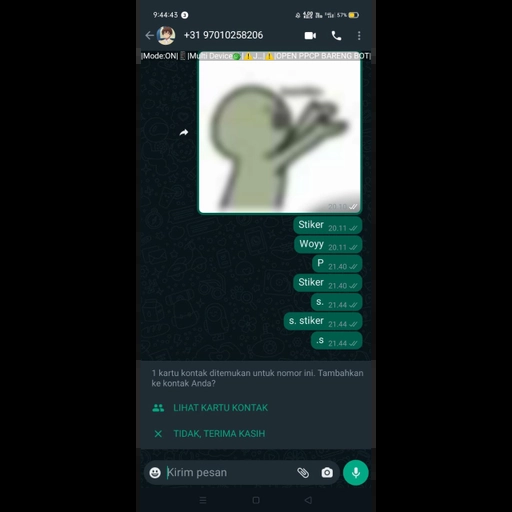 9:44:43
57%
+31 97010258206
|Mode:ON| |Multi Device |J..| |OPEN PPCP BARENG BOT|
20.10
Stiker 20.11
Woyy 20.11
P 21.40
Stiker 21.40
s. 21.44
s. stiker 21.44
.s 21.44
1 kartu kontak ditemukan untuk nomor ini. Tambahkan
ke kontak Anda?
LIHAT KARTU KONTAK
TIDAK, TERIMA KASIH
Kirim pesan